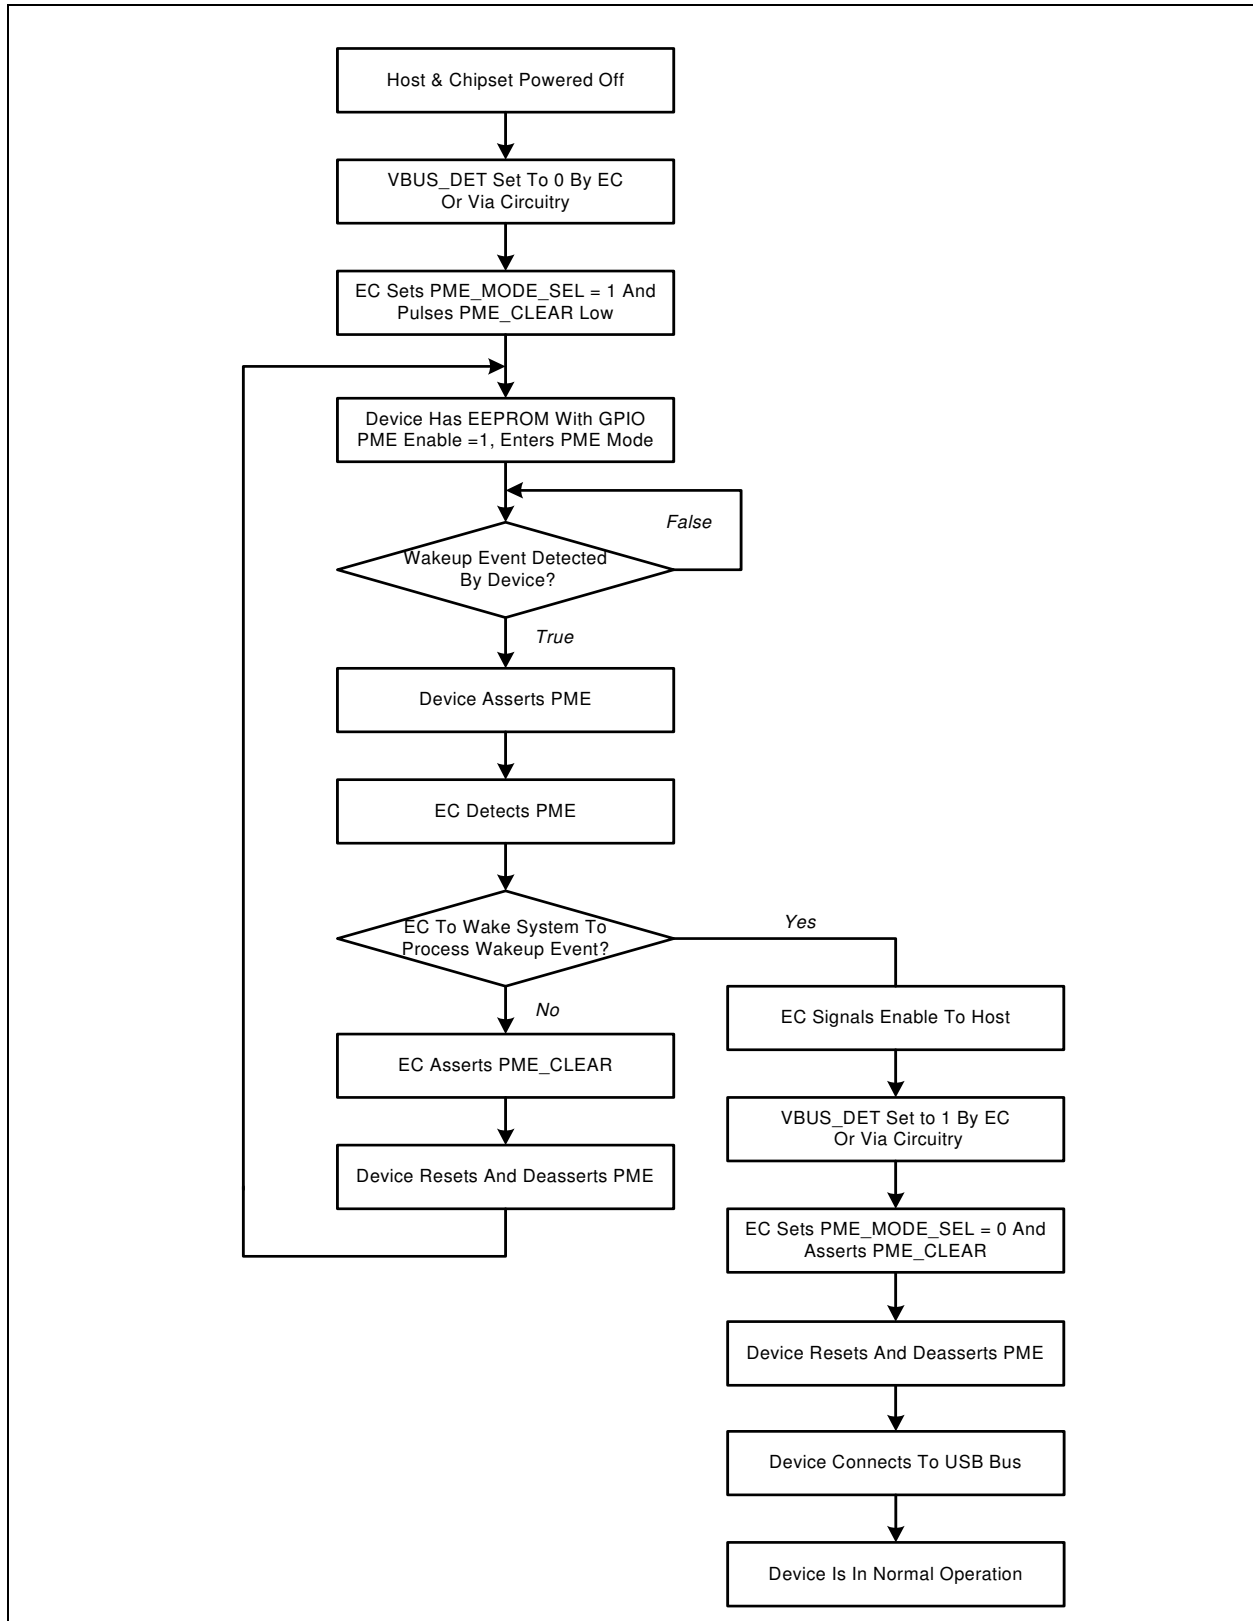 Host & Chipset Powered Off
VBUS_DET Set To 0 By EC
Or Via Circuitry
EC Sets PME_MODE_SEL = 1 And
Pulses PME_CLEAR Low
Device Has EEPROM With GPIO
PME Enable =1, Enters PME Mode
False
Wakeup Event Detected
By Device?
True
Device Asserts PME
EC Detects PME
EC To Wake System To
Process Wakeup Event?
Yes
No
EC Asserts PME_CLEAR
Device Resets And Deasserts PME
EC Signals Enable To Host
VBUS_DET Set to 1 By EC
Or Via Circuitry
EC Sets PME_MODE_SEL = 0 And
Asserts PME_CLEAR
Device Resets And Deasserts PME
Device Connects To USB Bus
Device Is In Normal Operation